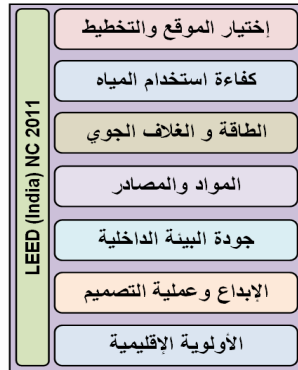 LEED (India) NC 2011
إختيار الموقع والتخطيط
كفاءة استخدام المياه
الطاقة و الغلاف الجوي
المواد والمصادر
جودة البيئة الداخلية
الإبداع وعملية التصميم
الأولوية الإقليمية